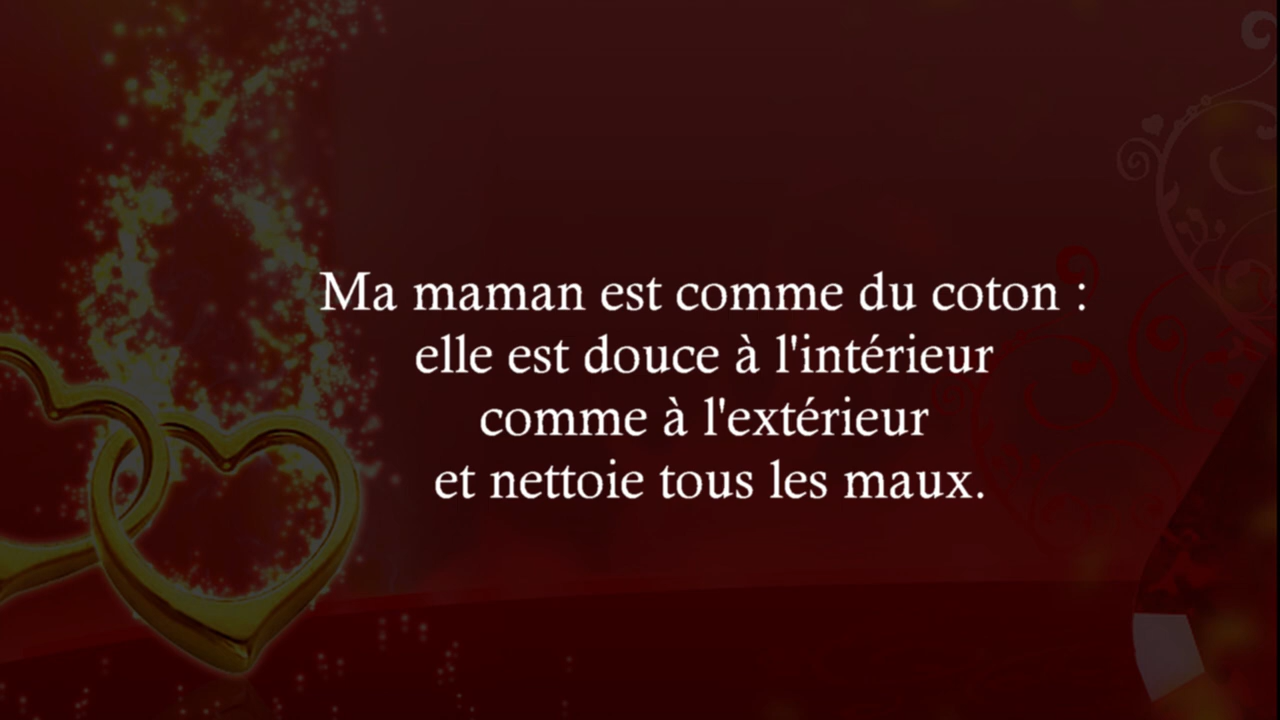 Ma maman est comme du coton :
elle est douce à l'intérieur
comme à l'extérieur
et nettoie tous les maux.